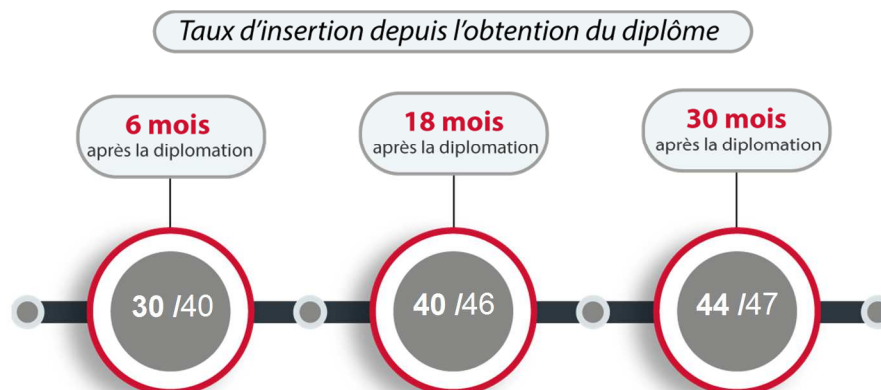 Taux d'insertion depuis l'obtention du diplôme
6 mois
après la diplomation
18 mois
après la diplomation
30 mois
après la diplomation
30 /40
40 /46
44 /47